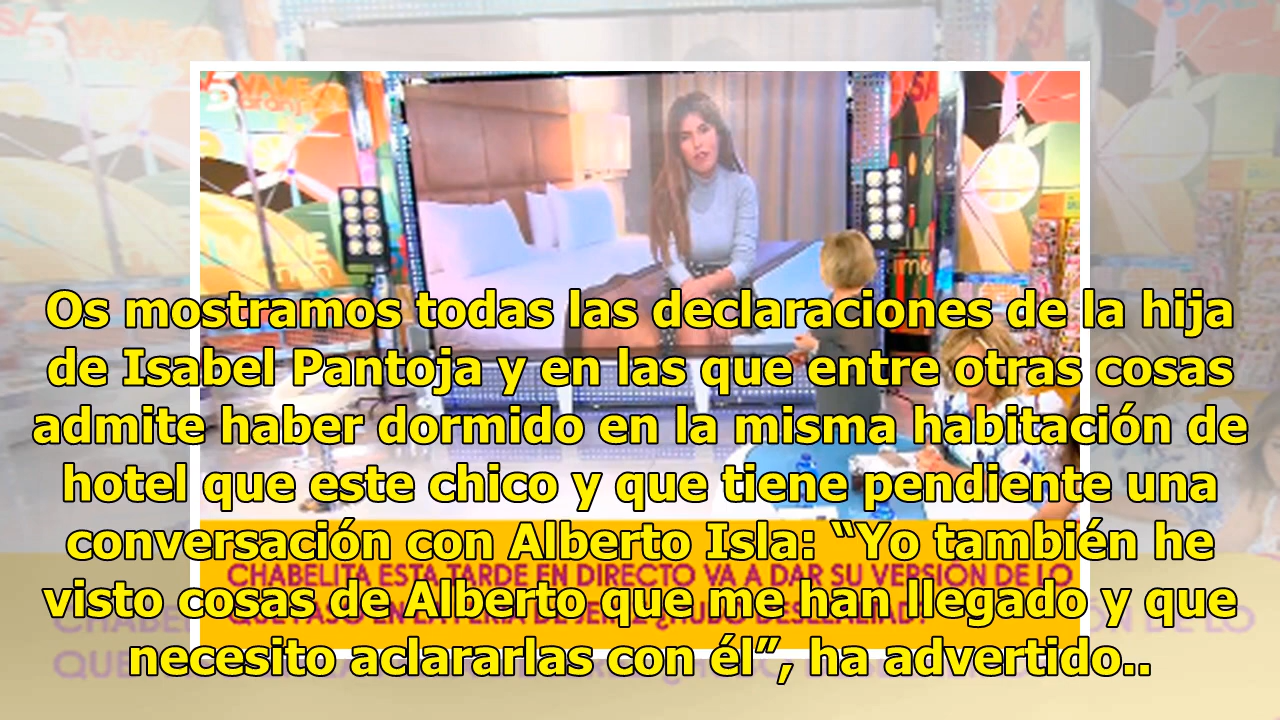 Os mostramos todas las declaraciones de la hija
de Isabel Pantoja y en las que entre otras cosas
admite haber dormido en la misma habitación de
hotel que este chico y que tiene pendiente una
conversación con Alberto Isla: “Yo también he
visto cosas de Alberto que me han llegado y que
necesito aclararlas con él”, ha advertido..
CHABELITA ESTA TARDE EN DIRECTO VA A DAR SU VERSIÓN DE LO